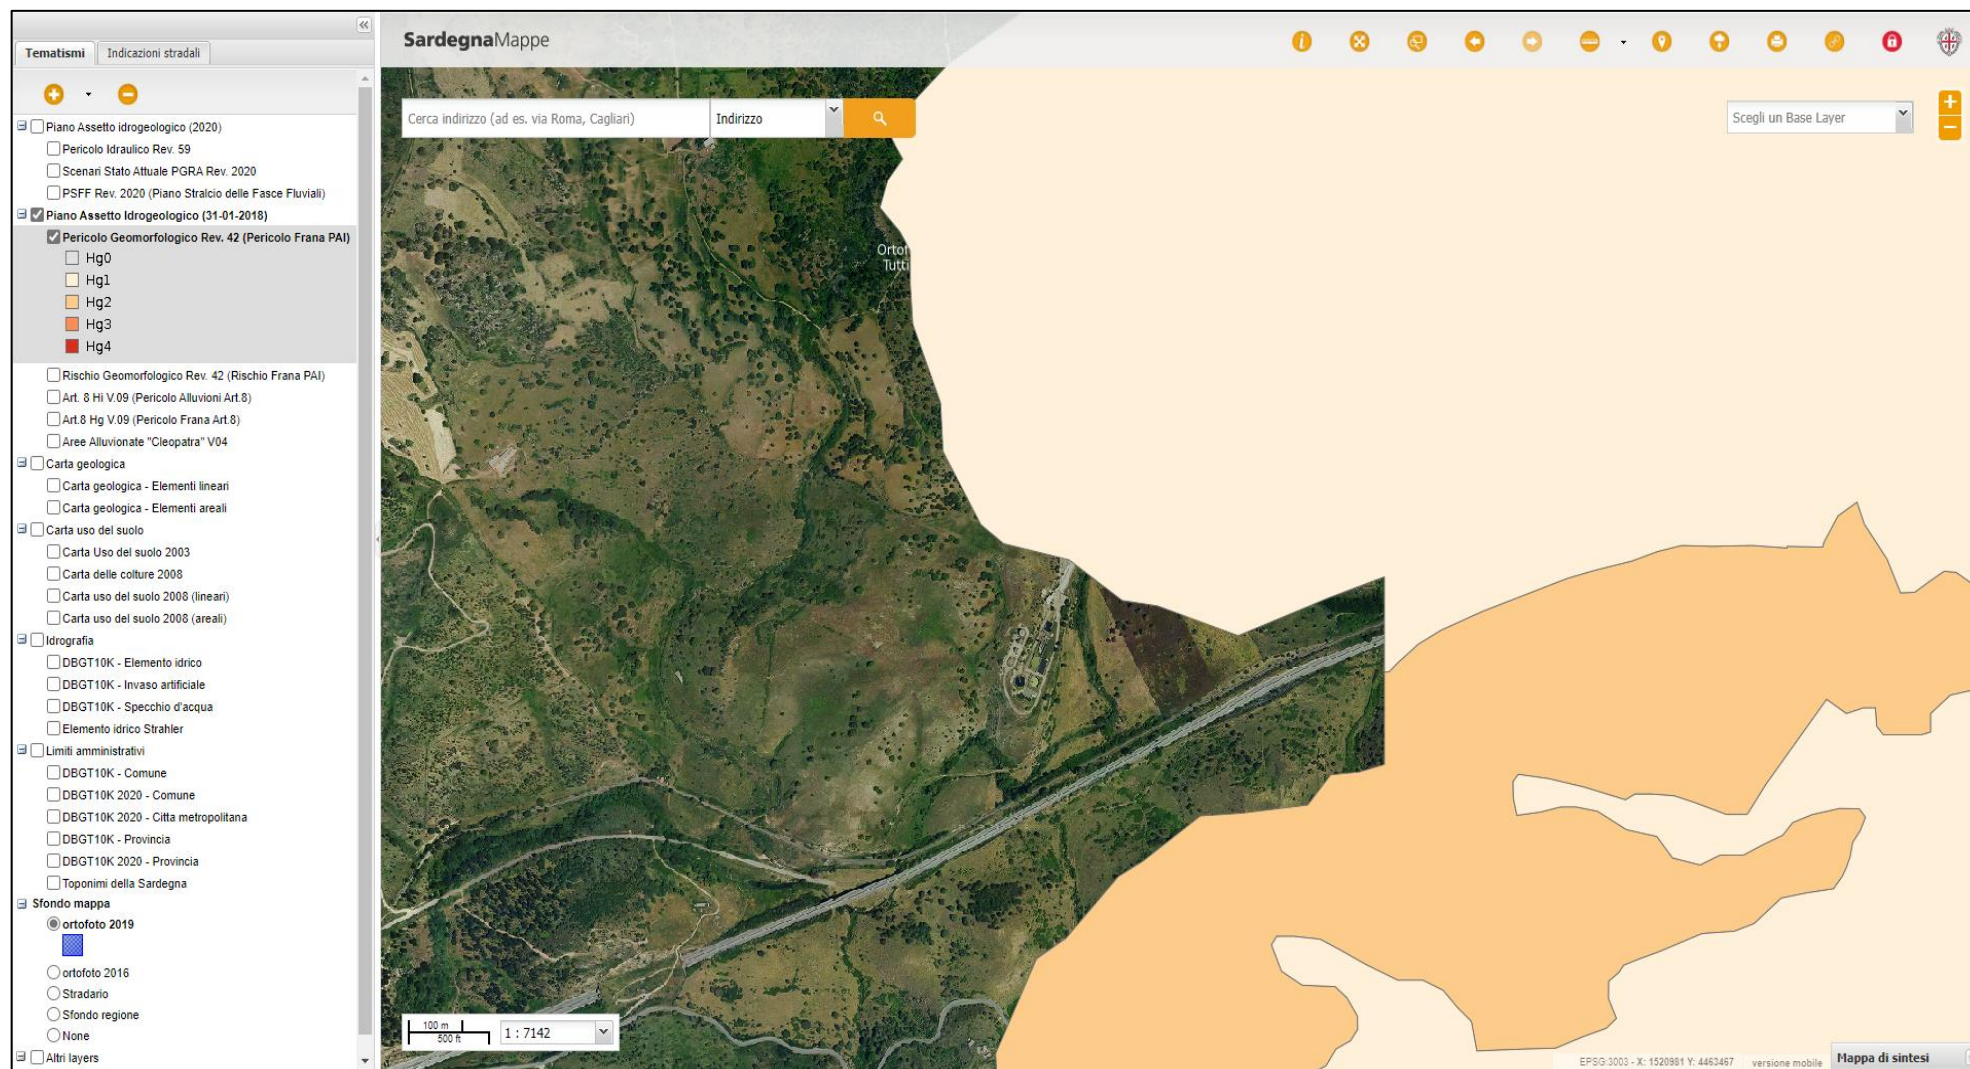 SardegnaMappe
Tematismi
Indicazioni stradali
Piano Assetto idrogeologico (2020)
Pericolo Idraulico Rev. 59
Scenari Stato Attuale PGRA Rev. 2020
PSFF Rev. 2020 (Piano Stralcio delle Fasce Fluviali)
Piano Assetto Idrogeologico (31-01-2018)
Pericolo Geomorfologico Rev. 42 (Pericolo Frana PAI)
Hg0
Hg1
Hg2
Hg3
Hg4
Rischio Geomorfologico Rev. 42 (Rischio Frana PAI)
Art. 8 Hi V.09 (Pericolo Alluvioni Art.8)
Art.8 Hg V.09 (Pericolo Frana Art.8)
Aree Alluvionate "Cleopatra" V04
Carta geologica
Carta geologica - Elementi lineari
Carta geologica - Elementi areali
Carta uso del suolo
Carta Uso del suolo 2003
Carta delle colture 2008
Carta uso del suolo 2008 (lineari)
Carta uso del suolo 2008 (areali)
Idrografia
DBGT10K - Elemento idrico
DBGT10K - Invaso artificiale
DBGT10K - Specchio d'acqua
Elemento idrico Strahler
Limiti amministrativi
DBGT10K - Comune
DBGT10K 2020 - Comune
DBGT10K 2020 - Citta metropolitana
DBGT10K - Provincia
DBGT10K 2020 - Provincia
Toponimi della Sardegna
Sfondo mappa
ortofoto 2019
ortofoto 2016
Stradario
Sfondo regione
None
Altri layers
Cerca indirizzo (ad es. via Roma, Cagliari)
Indirizzo
Scegli un Base Layer
Ortof
Tutti
100 m
500 ft
1 : 7142
EPSG:3003 - X: 1520981 Y: 4463467
versione mobile
Mappa di sintesi